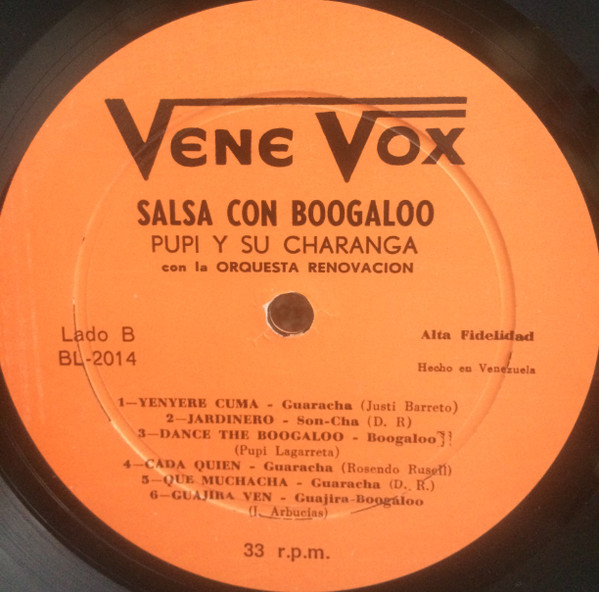 VENE VOX
SALSA CON BOOGALOO
PUPI Y SU CHARANGA
con la ORQUESTA RENOVACION
Lado B
BL-2014
Alta Fidelidad
Hecho en Venezuela
1—YENYERE CUMA - Guaracha (Justi Barreto)
2—JARDINERO - Son-Cha (D. R)
3—DANCE THE BOOGALOO - Boogaloo !!
(Pupi Lagarreta)
4—CADA QUIEN - Guaracha (Rosendo Rusell)
5—QUE MUCHACHA - Guaracha (D. R.)
6—GUAJIRA VEN - Guajira-Boogaloo
(I. Arbucias)
33 r.p.m.